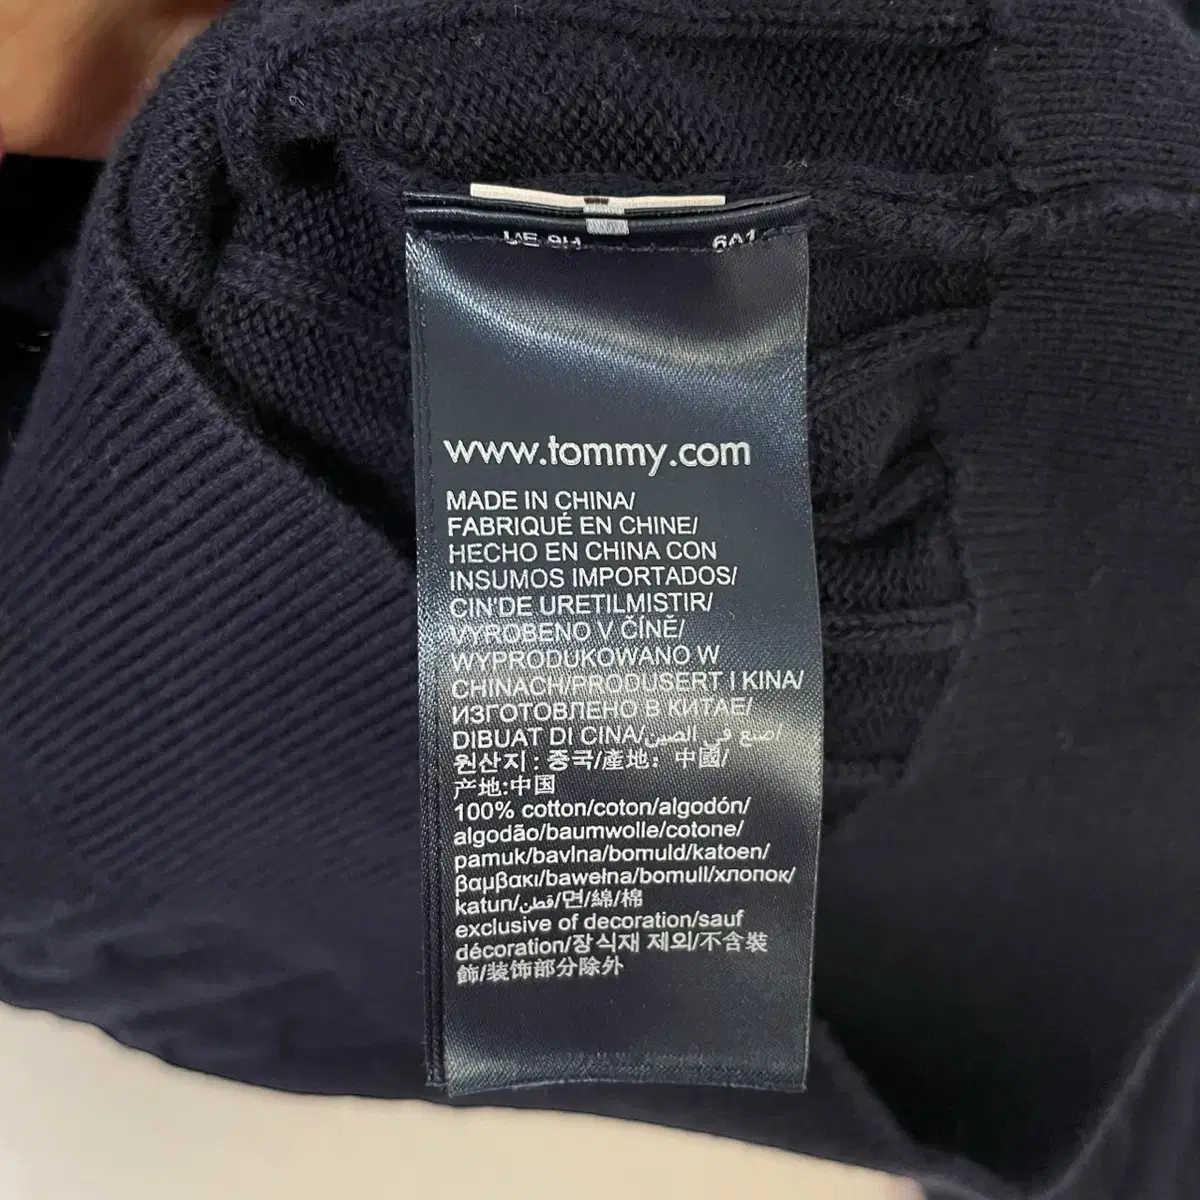 www.tommy.com
MADE IN CHINA/
FABRIQUÉ EN CHINE/
HECHO EN CHINA CON
INSUMOS IMPORTADOS/
CIN'DE URETILMISTIR/
VYROBENO V ČÍNĚ/
WYPRODUKOWANO W
CHINACH/PRODUSERT I KINA/
ИЗГОТОВЛЕНО В КИТАЕ/
DIBUAT DI CINA/صنع في الصين/
원산지 : 중국/產地：中國/
产地:中国
100% cotton/coton/algodón/
algodão/baumwolle/cotone/
pamuk/bavlna/bomuld/katoen/
βαμβακι/bawełna/bomull/хлопок/
katun/قطن/면/綿/棉
exclusive of decoration/sauf
décoration/장식재 제외/不含裝
飾/装饰部分除外